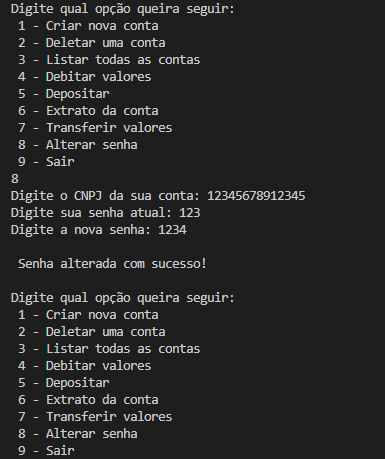 Digite qual opção queira seguir:
1 - Criar nova conta
2 - Deletar uma conta
3 - Listar todas as contas
4 - Debitar valores
5 - Depositar
6 - Extrato da conta
7 - Transferir valores
8 - Alterar senha
9 - Sair
8
Digite o CNPJ da sua conta: 12345678912345
Digite sua senha atual: 123
Digite a nova senha: 1234
Senha alterada com sucesso!
Digite qual opção queira seguir:
1 - Criar nova conta
2 - Deletar uma conta
3 - Listar todas as contas
4 - Debitar valores
5 - Depositar
6 - Extrato da conta
7 - Transferir valores
8 - Alterar senha
9 - Sair